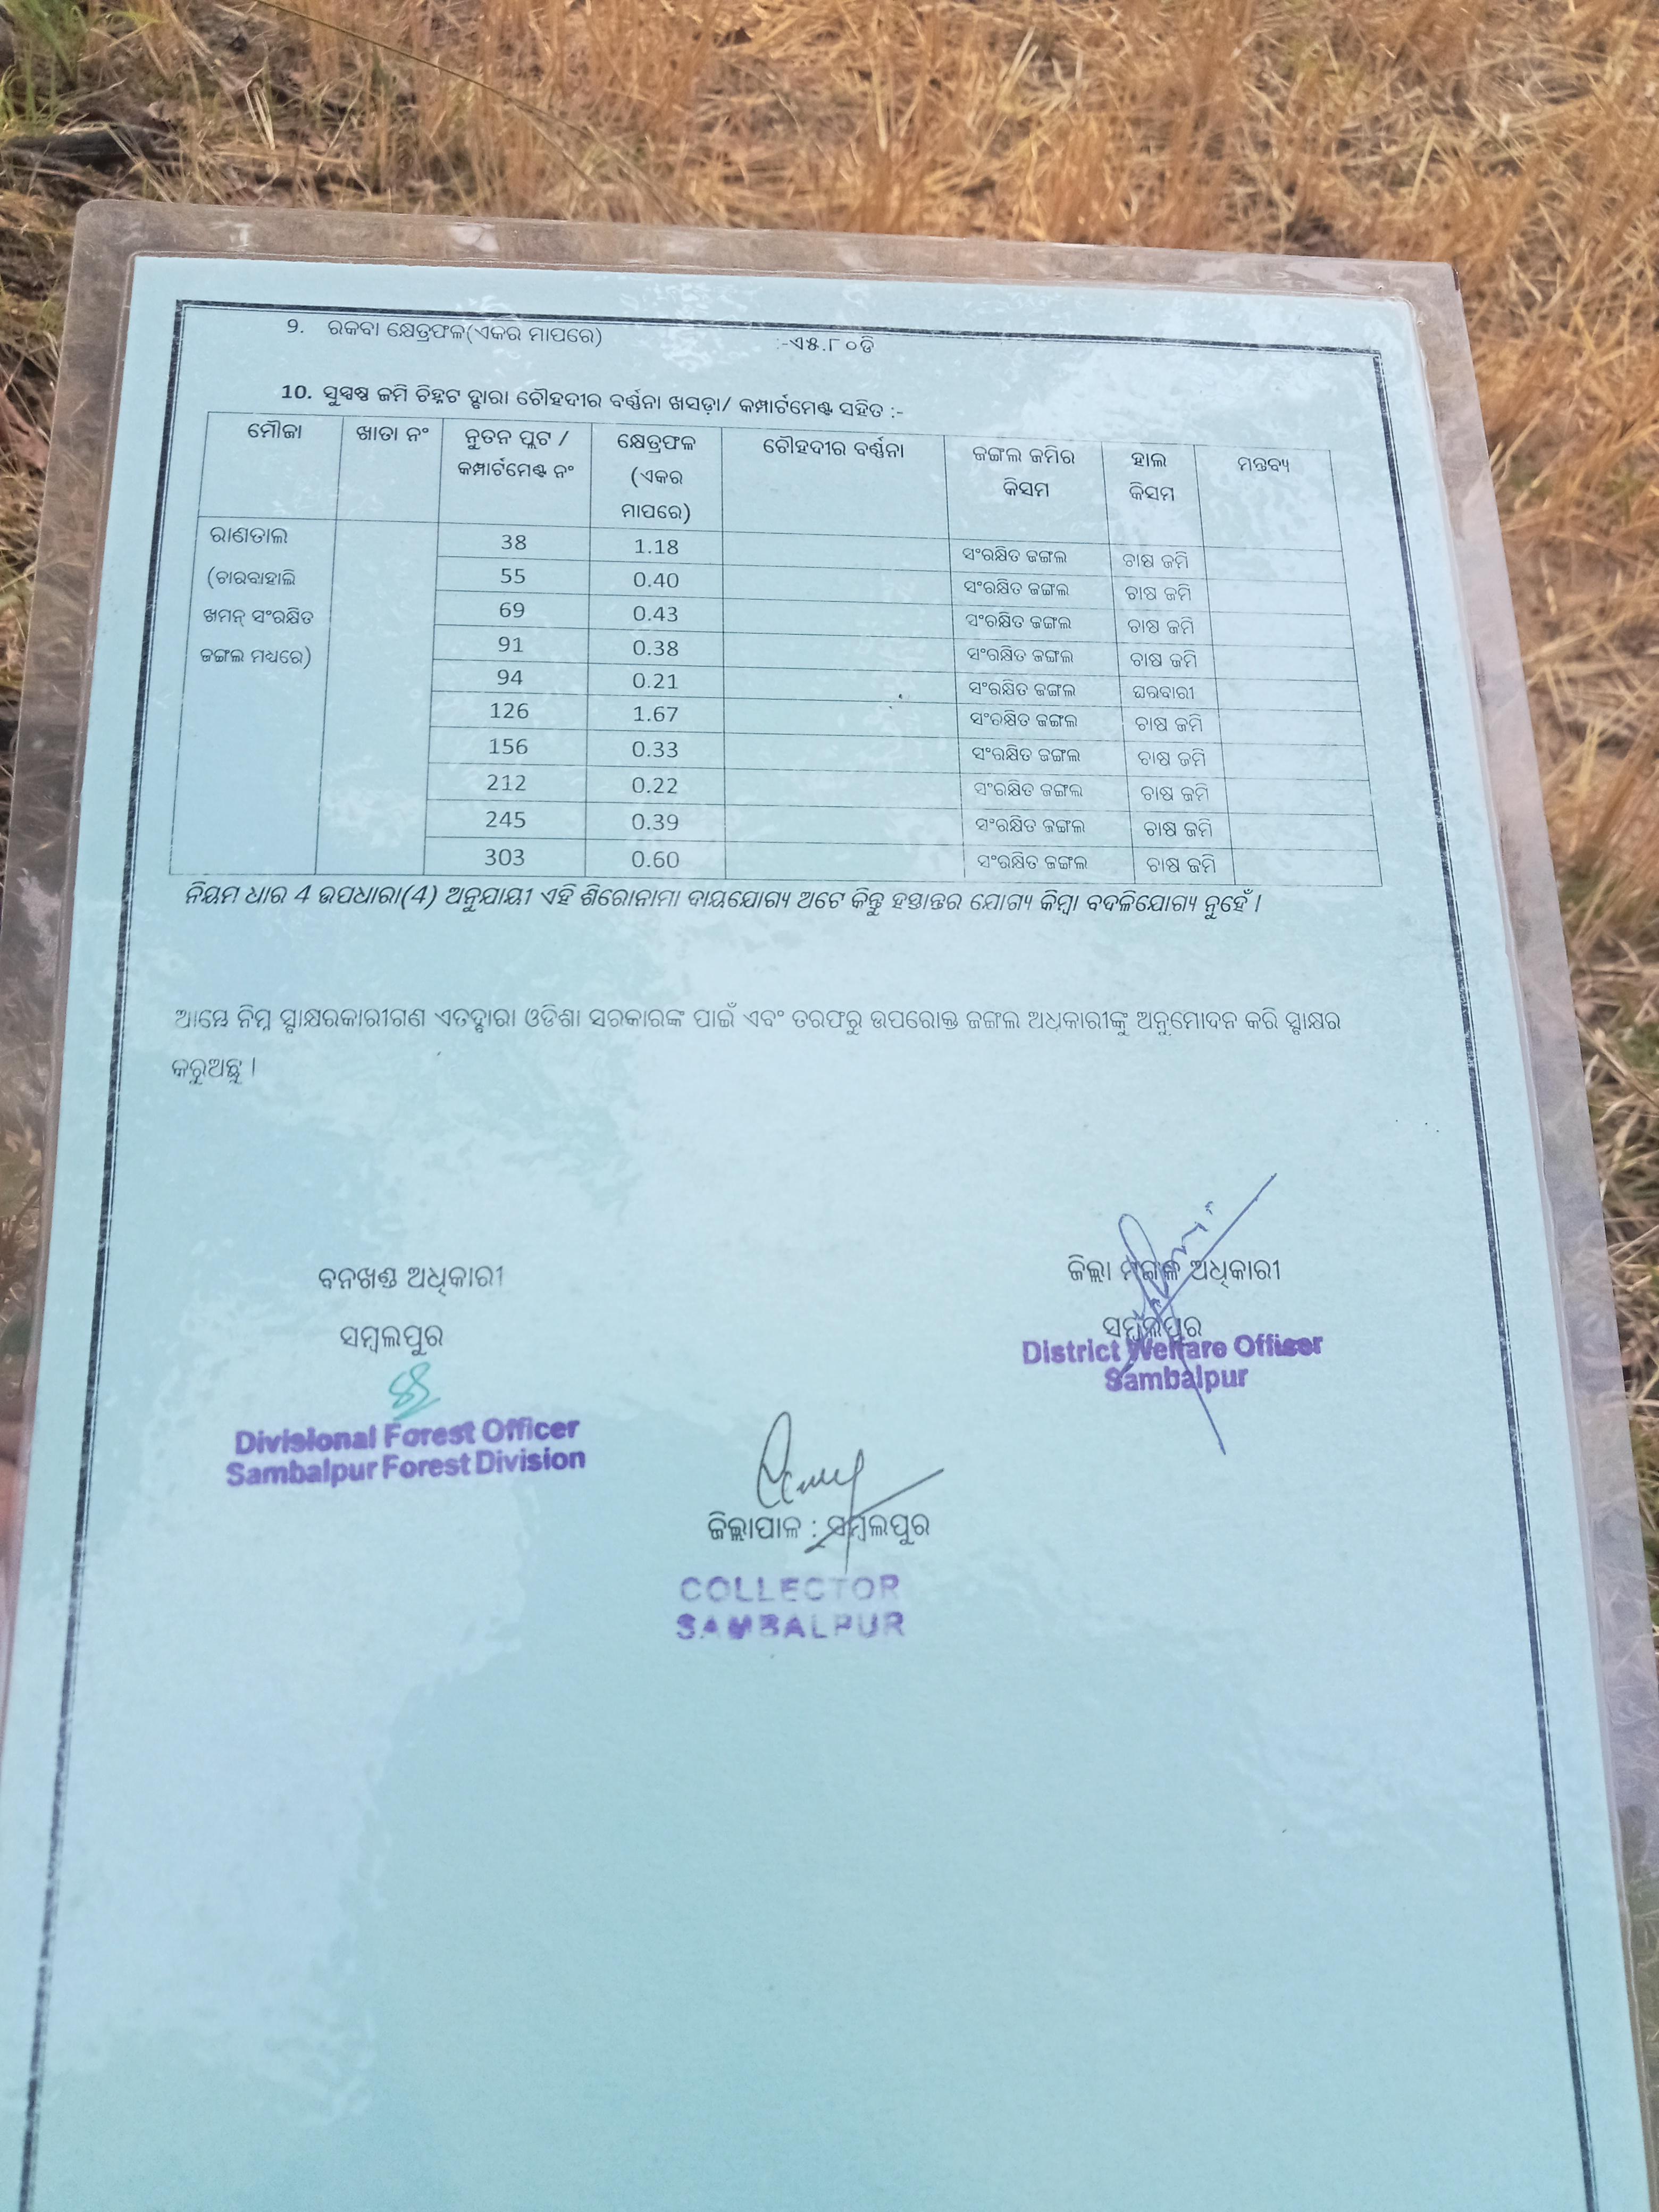 9. ରକବା କ୍ଷେତ୍ରଫଳ(ଏକର ମାପରେ) :-ଏ୫.୮୦ଡି
10. ସୁସ୍ପଷ୍ଟ ଜମି ଚିହ୍ନଟ ଦ୍ବାରା ଚୌହଦୀର ବର୍ଣ୍ଣନା ଖସଡ଼ା/ କମ୍ପାର୍ଟମେଣ୍ଟ ସହିତ :-
ମୌଜା ଖାତା ନଂ ନୁତନ ପ୍ଲଟ / କମ୍ପାର୍ଟମେଣ୍ଟ ନଂ କ୍ଷେତ୍ରଫଳ (ଏକର ମାପରେ) ଚୌହଦୀର ବର୍ଣ୍ଣନା ଜଙ୍ଗଲ ଜମିର କିସମ ହାଲ କିସମ ମନ୍ତବ୍ୟ
ରାଣତାଲ
(ଚାରବାହାଲି
ଖମନ୍ ସଂରକ୍ଷିତ
ଜଙ୍ଗଲ ମଧରେ)
38 1.18 ସଂରକ୍ଷିତ ଜଙ୍ଗଲ ଚାଷ ଜମି
55 0.40 ସଂରକ୍ଷିତ ଜଙ୍ଗଲ ଚାଷ ଜମି
69 0.43 ସଂରକ୍ଷିତ ଜଙ୍ଗଲ ଚାଷ ଜମି
91 0.38 ସଂରକ୍ଷିତ ଜଙ୍ଗଲ ଚାଷ ଜମି
94 0.21 ସଂରକ୍ଷିତ ଜଙ୍ଗଲ ଘରବାରୀ
126 1.67 ସଂରକ୍ଷିତ ଜଙ୍ଗଲ ଚାଷ ଜମି
156 0.33 ସଂରକ୍ଷିତ ଜଙ୍ଗଲ ଚାଷ ଜମି
212 0.22 ସଂରକ୍ଷିତ ଜଙ୍ଗଲ ଚାଷ ଜମି
245 0.39 ସଂରକ୍ଷିତ ଜଙ୍ଗଲ ଚାଷ ଜମି
303 0.60 ସଂରକ୍ଷିତ ଜଙ୍ଗଲ ଚାଷ ଜମି
ନିୟମ ଧାର 4 ଉପଧାରା(4) ଅନୁଯାୟୀ ଏହି ଶିରୋନାମା ଦାୟଯୋଗ୍ୟ ଅଟେ କିନ୍ତୁ ହସ୍ତାନ୍ତର ଯୋଗ୍ୟ କିମ୍ବା ବଦଳିଯୋଗ୍ୟ ନୁହେଁ ।
ଆମ୍ଭେ ନିମ୍ନ ସ୍ବାକ୍ଷରକାରୀଗଣ ଏତଦ୍ବାରା ଓଡିଶା ସରକାରଙ୍କ ପାଇଁ ଏବଂ ତରଫରୁ ଉପରୋକ୍ତ ଜଙ୍ଗଲ ଅଧିକାରୀଙ୍କୁ ଅନୁମୋଦନ କରି ସ୍ବାକ୍ଷର
କରୁଅଛୁ ।
ବନଖଣ୍ଡ ଅଧିକାରୀ
ସମ୍ବଲପୁର
Divisional Forest Officer
Sambalpur Forest Division
ଜିଲ୍ଲା ମଙ୍ଗଳ ଅଧିକାରୀ
ସମ୍ବଲପୁର
District Welfare Officer
Sambalpur
ଜିଲ୍ଲାପାଳ : ସମ୍ବଲପୁର
COLLECTOR
SAMBALPUR